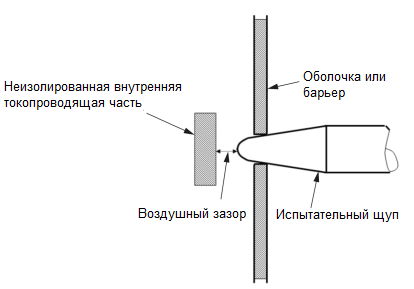 Неизолированная внутренняя
токопроводящая часть
Оболочка или
барьер
Воздушный зазор
Испытательный щуп